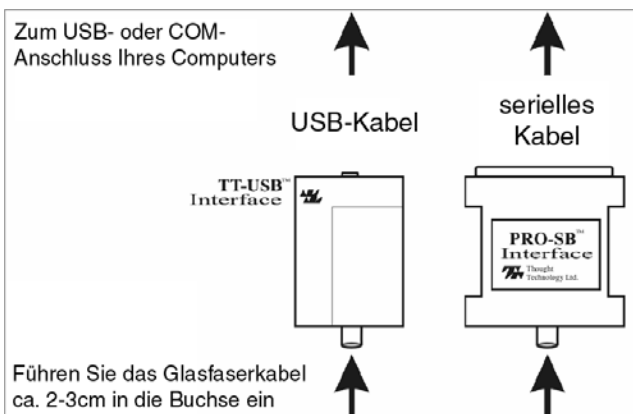 Zum USB- oder COM-
Anschluss Ihres Computers
USB-Kabel
serielles
Kabel
TT-USB™
Interface
PRO-SB™
Interface
Thought
Technology Ltd.
Führen Sie das Glasfaserkabel
ca. 2-3cm in die Buchse ein